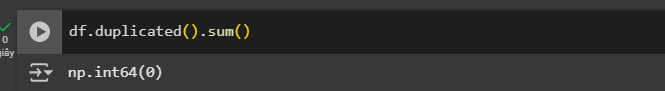 df.duplicated().sum()
0
giây
np.int64(0)